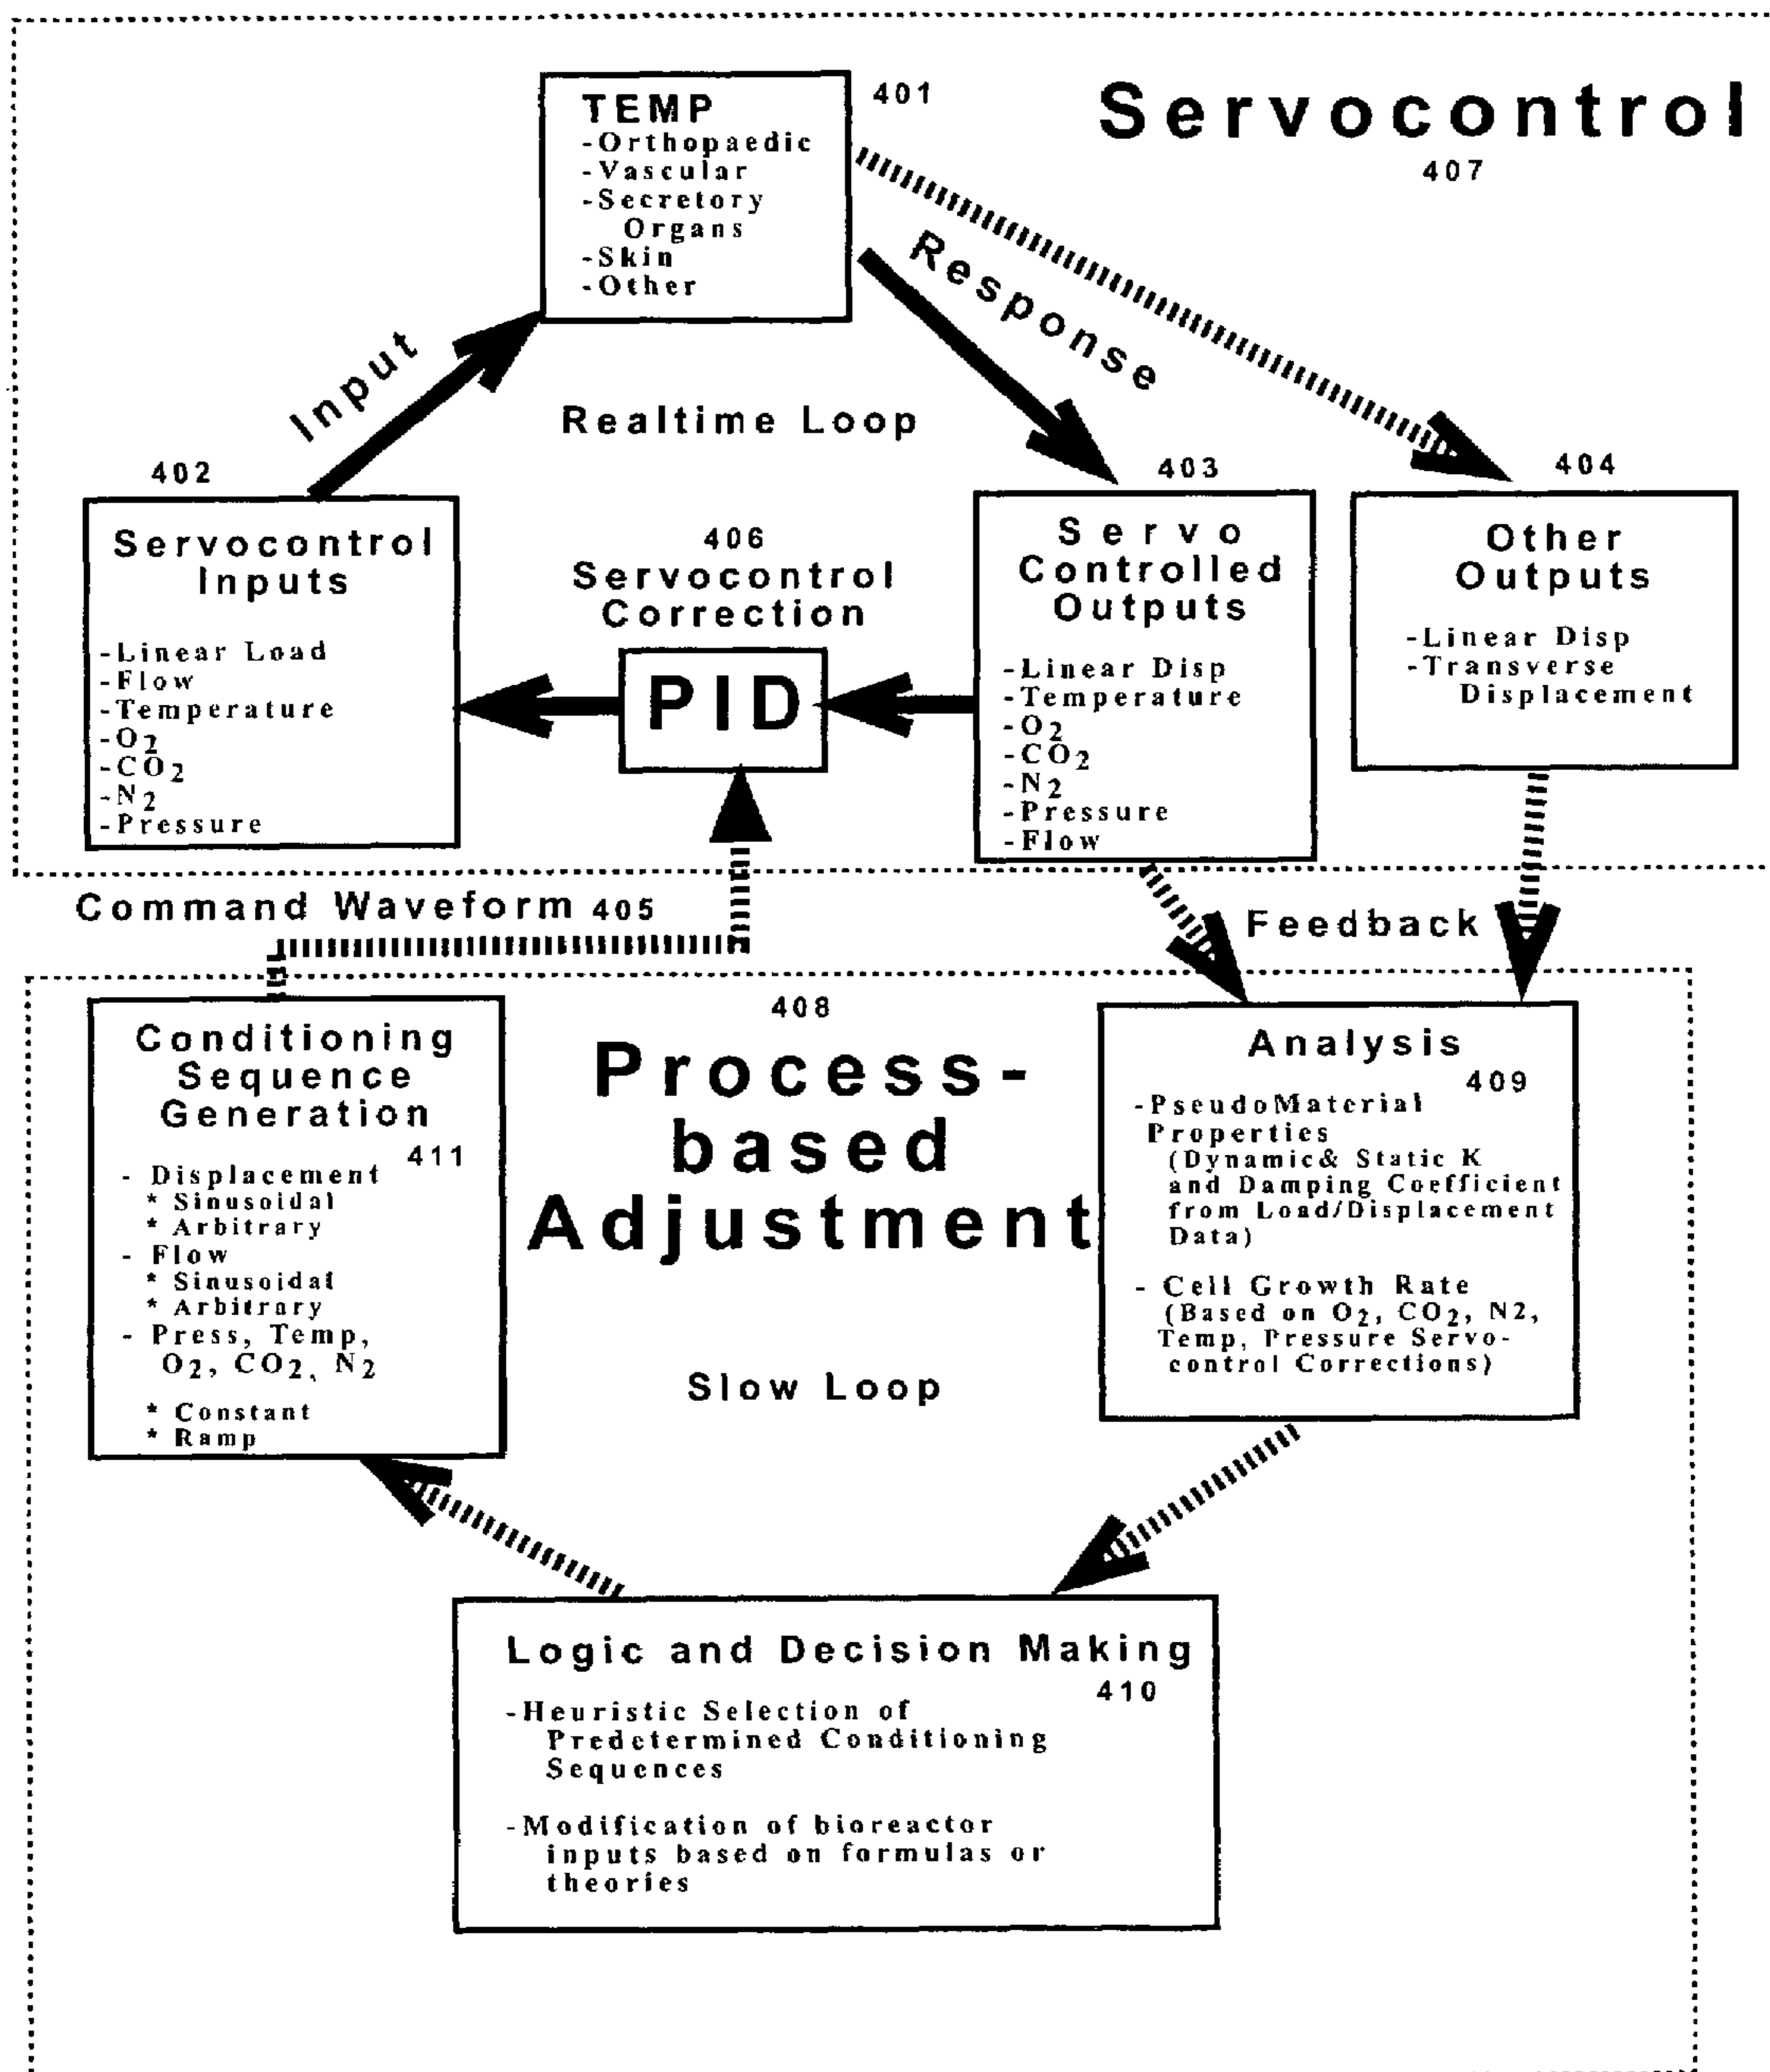 TEMP
-Orthopaedic
-Vascular
-Secretory
Organs
-Skin
-Other
401
Servocontrol
407
Input
Response
Realtime Loop
402
Servocontrol
Inputs
-Linear Load
-Flow
-Temperature
-O2
-CO2
-N2
-Pressure
406
Servocontrol
Correction
PID
403
Servo
Controlled
Outputs
-Linear Disp
-Temperature
-O2
-CO2
-N2
-Pressure
-Flow
404
Other
Outputs
-Linear Disp
-Transverse
Displacement
Command Waveform 405
Feedback
Conditioning
Sequence
Generation
411
- Displacement
* Sinusoidal
* Arbitrary
- Flow
* Sinusoidal
* Arbitrary
- Press, Temp,
O2, CO2, N2
* Constant
* Ramp
408
Process-
based
Adjustment
Slow Loop
Analysis
409
-PseudoMaterial
Properties
(Dynamic& Static K
and Damping Coefficient
from Load/Displacement
Data)
- Cell Growth Rate
(Based on O2, CO2, N2,
Temp, Pressure Servo-
control Corrections)
Logic and Decision Making
410
-Heuristic Selection of
Predetermined Conditioning
Sequences
-Modification of bioreactor
inputs based on formulas or
theories